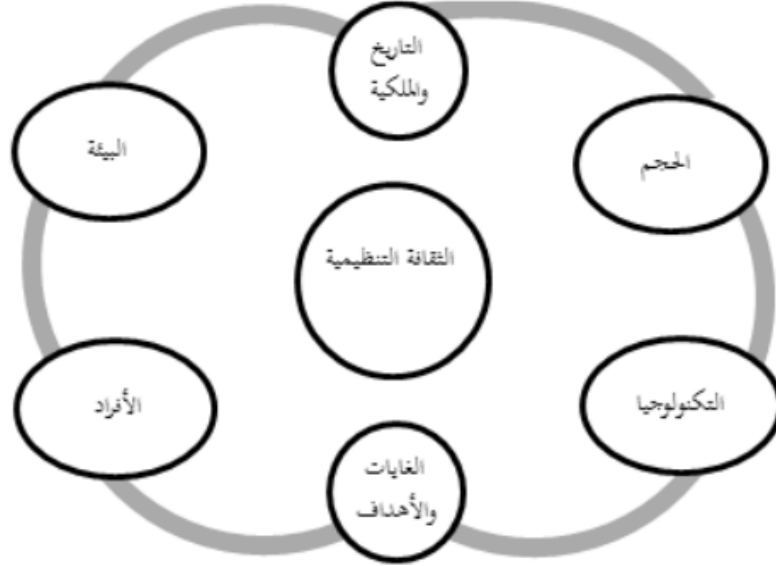 التاريخ
والملكية
الحجم
البيئة
الثقافة التنظيمية
التكنولوجيا
الأفراد
الغايات
والأهداف